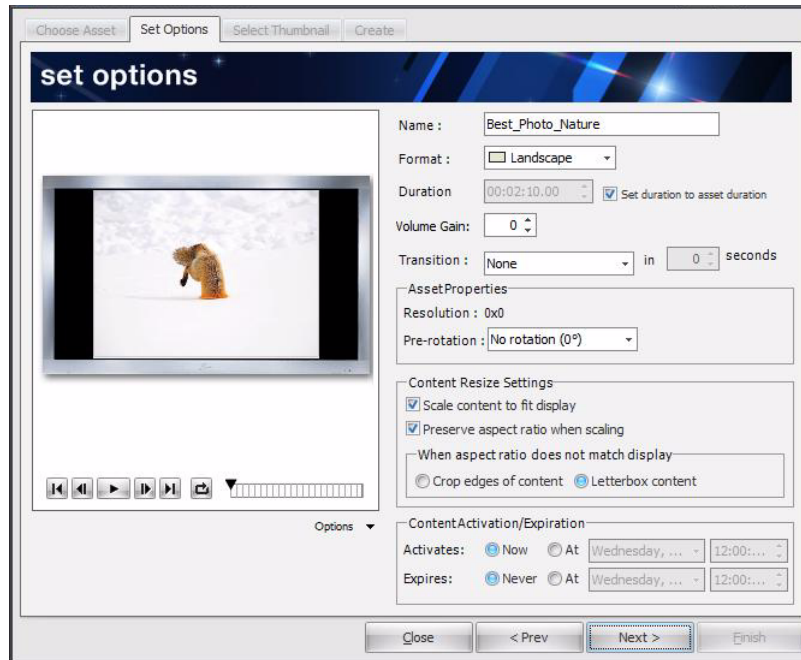 Choose Asset Set Options Select Thumbnail Create
set options
Name : Best_Photo_Nature
Format : Landscape
Duration 00:02:10.00 Set duration to asset duration
Volume Gain: 0
Transition : None in 0 seconds
AssetProperties
Resolution : 0x0
Pre-rotation : No rotation (0°)
Content Resize Settings
Scale content to fit display
Preserve aspect ratio when scaling
When aspect ratio does not match display
Crop edges of content Letterbox content
Options
ContentActivation/Expiration
Activates: Now At Wednesday, ... 12:00:...
Expires: Never At Wednesday, ... 12:00:...
Close < Prev Next > Finish